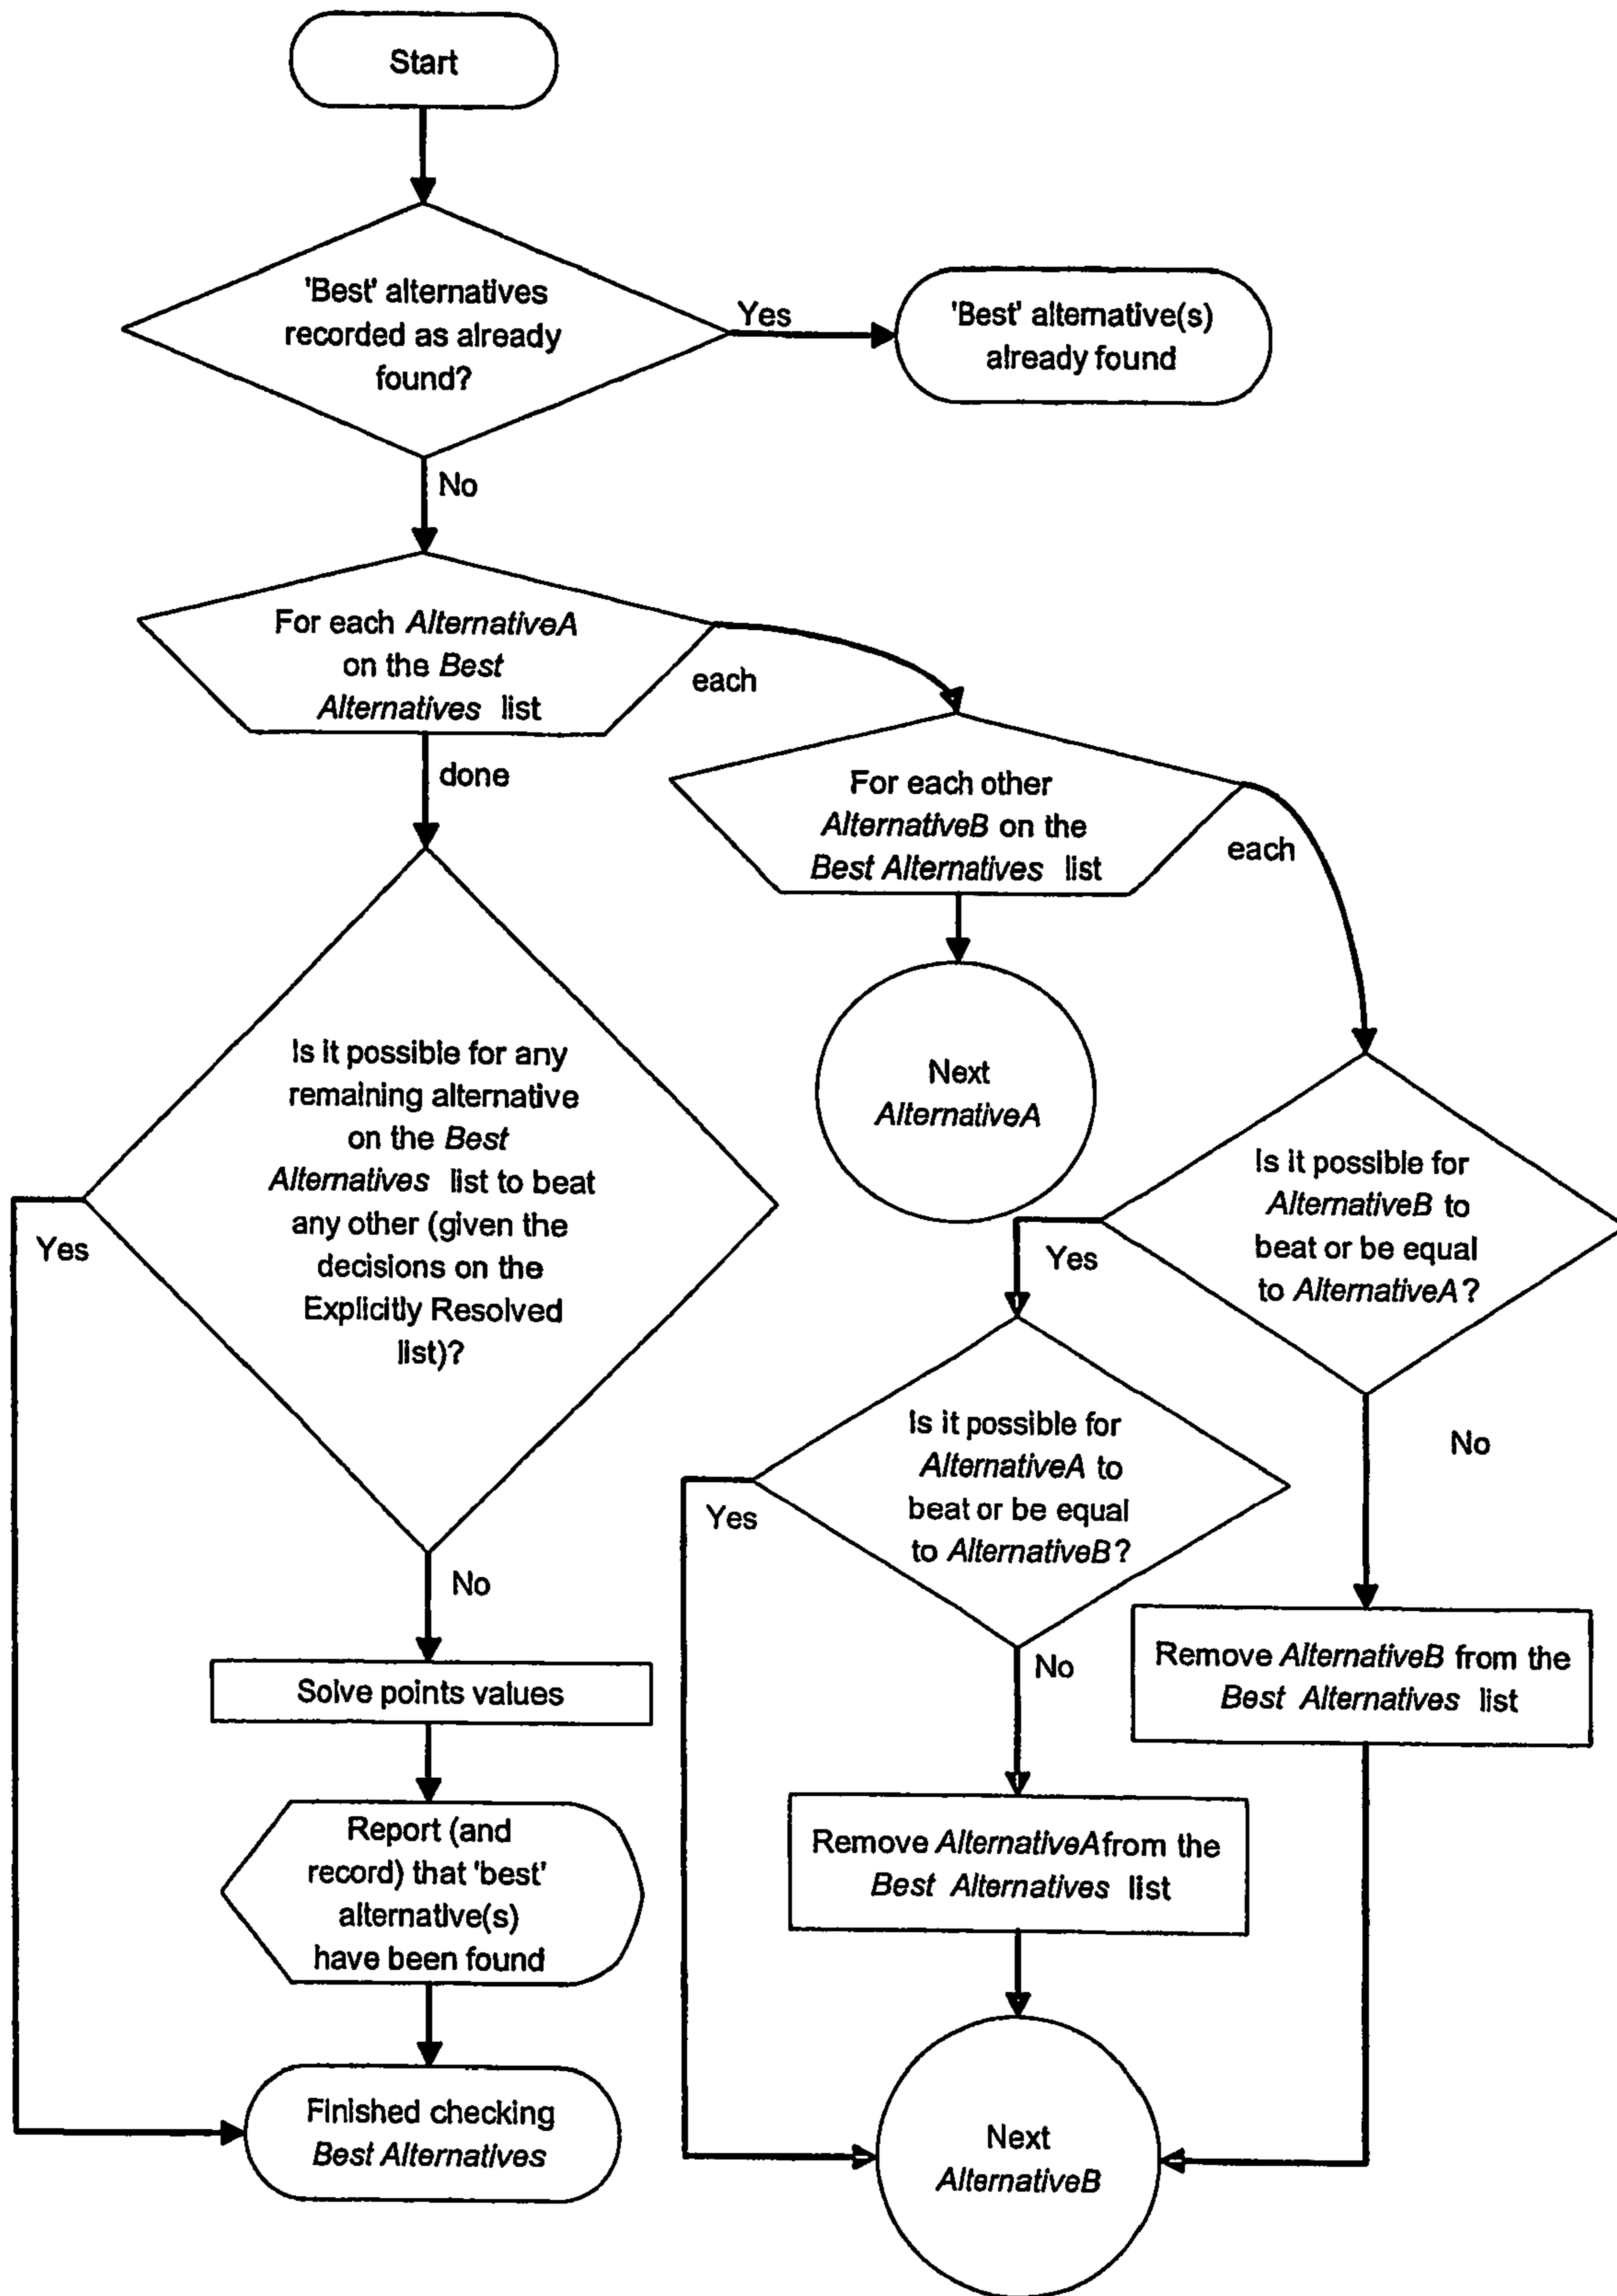 Start
'Best' alternatives
recorded as already
found?
Yes
'Best' alternative(s)
already found
No
For each AlternativeA
on the Best
Alternatives list
each
done
For each other
AlternativeB on the
Best Alternatives list
each
Next
AlternativeA
Is it possible for any
remaining alternative
on the Best
Alternatives list to beat
any other (given the
decisions on the
Explicitly Resolved
list)?
Yes
Is it possible for
AlternativeB to
beat or be equal
to AlternativeA?
Yes
No
Is it possible for
AlternativeA to
beat or be equal
to AlternativeB?
Yes
No
No
Solve points values
Remove AlternativeB from the
Best Alternatives list
Report (and
record) that 'best'
alternative(s)
have been found
Remove AlternativeA from the
Best Alternatives list
Finished checking
Best Alternatives
Next
AlternativeB